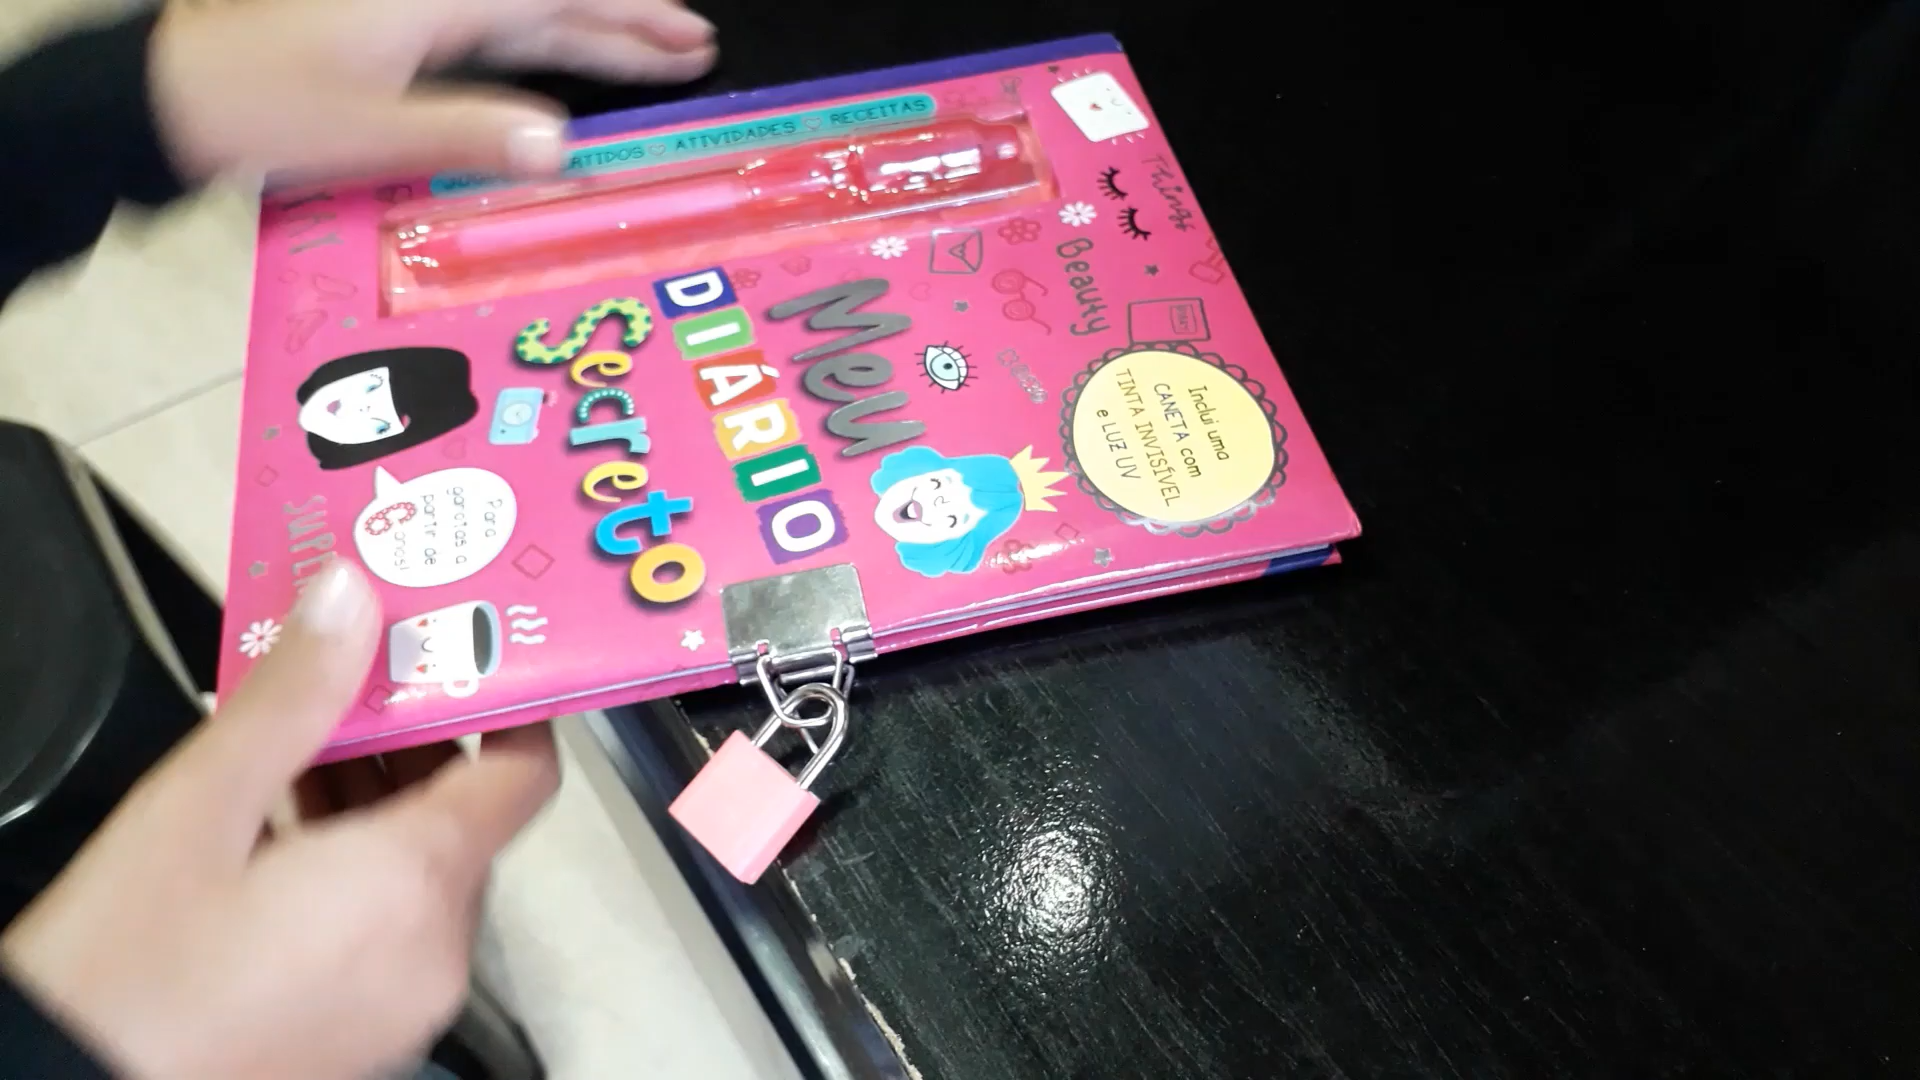 ATIVIDADES ♡ RECEITAS
Things
Beauty
Meu
DIÁRIO
Secreto
Inclui uma
CANETA com
TINTA INVISÍVEL
e LUZ UV
Para
garotas a
partir de
anos!